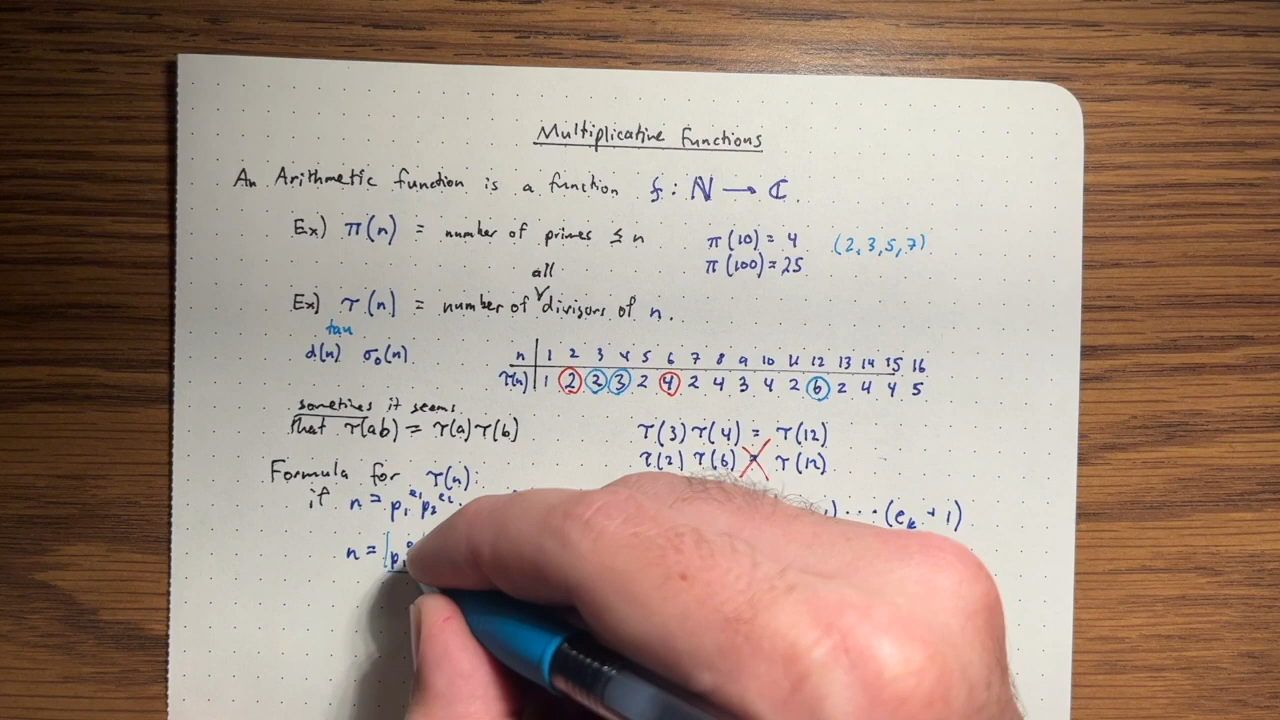 Multiplicative Functions
An Arithmetic function is a function f : ℕ → ℂ.
Ex) π(n) = number of primes ≤ n
π(10) = 4 (2,3,5,7)
π(100) = 25
all
Ex) τ(n) = number of divisors of n.
tau
d(n) σ₀(n)
n 1 2 3 4 5 6 7 8 9 10 11 12 13 14 15 16
τ(n) 1 2 2 3 2 4 2 4 3 4 2 6 2 4 4 5
sometimes it seems
that τ(ab) = τ(a)τ(b)
τ(3) τ(4) = τ(12)
τ(2) τ(6) = τ(12)
Formula for τ(n):
if n = p₁^e₁ p₂^e₂ ) ··· (eₖ + 1)
n = p₁